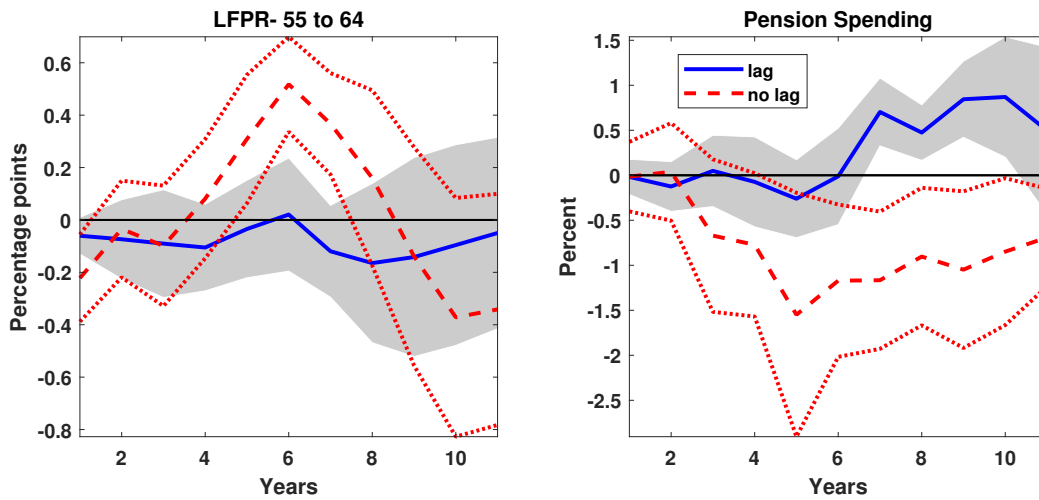 LFPR- 55 to 64
Percentage points
0.6
0.4
0.2
0
-0.2
-0.4
-0.6
-0.8
2 4 6 8 10
Years
Pension Spending
Percent
1.5
1
0.5
0
-0.5
-1
-1.5
-2
-2.5
lag
no lag
2 4 6 8 10
Years